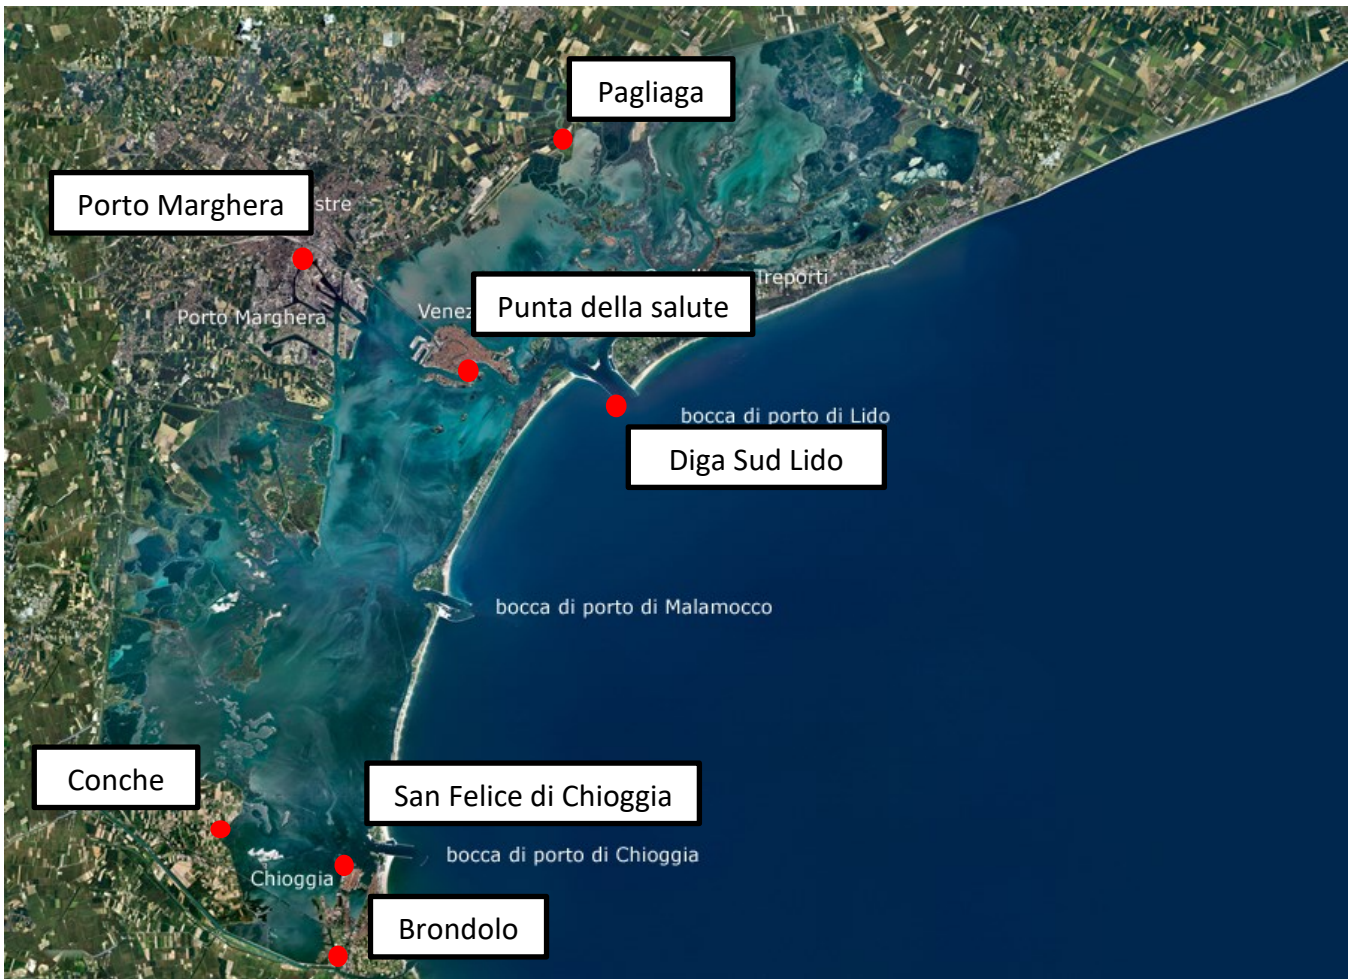 Pagliaga
Porto Marghera
stre
Treporti
Punta della salute
Porto Marghera
Venez
bocca di porto di Lido
Diga Sud Lido
bocca di porto di Malamocco
Conche
San Felice di Chioggia
bocca di porto di Chioggia
Chioggia
Brondolo